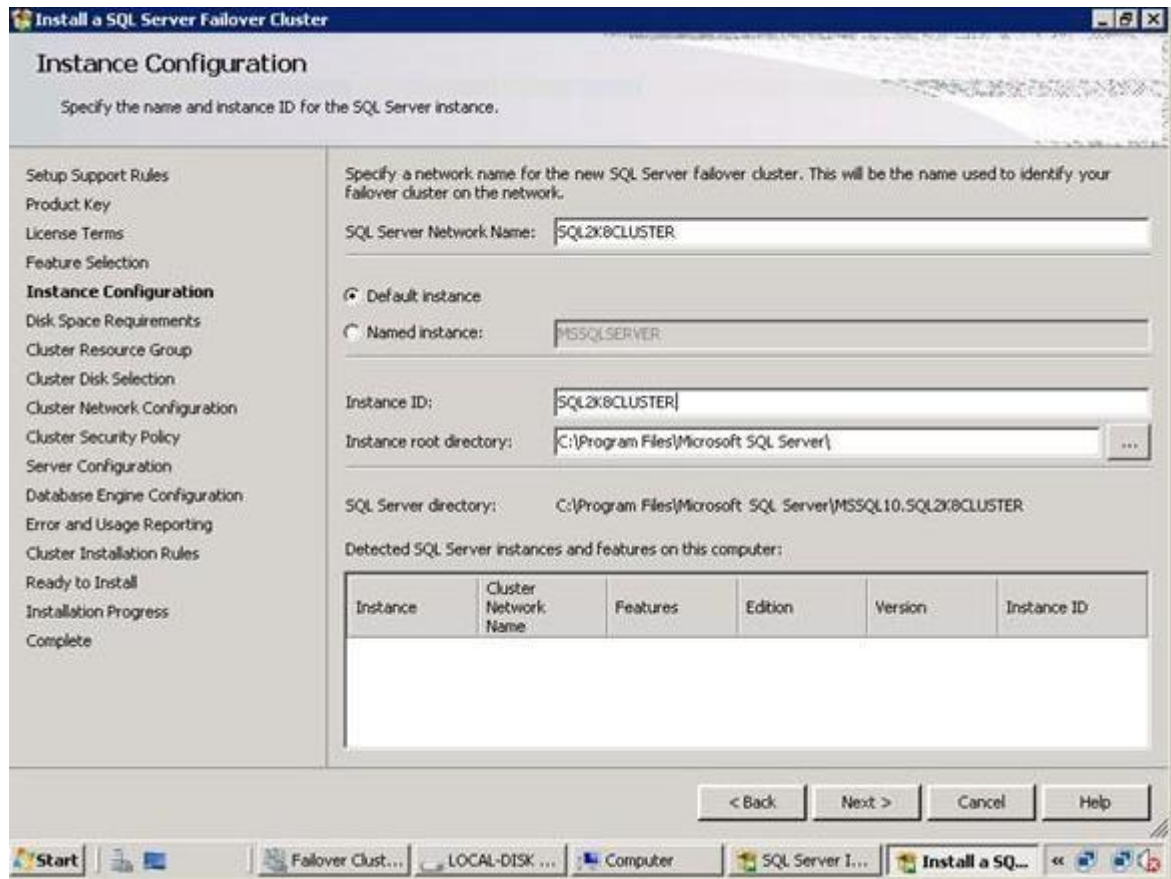 Install a SQL Server Failover Cluster
Instance Configuration
Specify the name and instance ID for the SQL Server instance.
Setup Support Rules
Product Key
License Terms
Feature Selection
Instance Configuration
Disk Space Requirements
Cluster Resource Group
Cluster Disk Selection
Cluster Network Configuration
Cluster Security Policy
Server Configuration
Database Engine Configuration
Error and Usage Reporting
Cluster Installation Rules
Ready to Install
Installation Progress
Complete
Specify a network name for the new SQL Server failover cluster. This will be the name used to identify your
failover cluster on the network.
SQL Server Network Name: SQL2K8CLUSTER
Default instance
Named instance: MSSQLSERVER
Instance ID: SQL2K8CLUSTER
Instance root directory: C:\Program Files\Microsoft SQL Server\ ...
SQL Server directory: C:\Program Files\Microsoft SQL Server\MSSQL10.SQL2K8CLUSTER
Detected SQL Server instances and features on this computer:
Instance Cluster Network Name Features Edition Version Instance ID
< Back Next > Cancel Help
Start Failover Clust... LOCAL-DISK ... Computer SQL Server I... Install a SQ... «